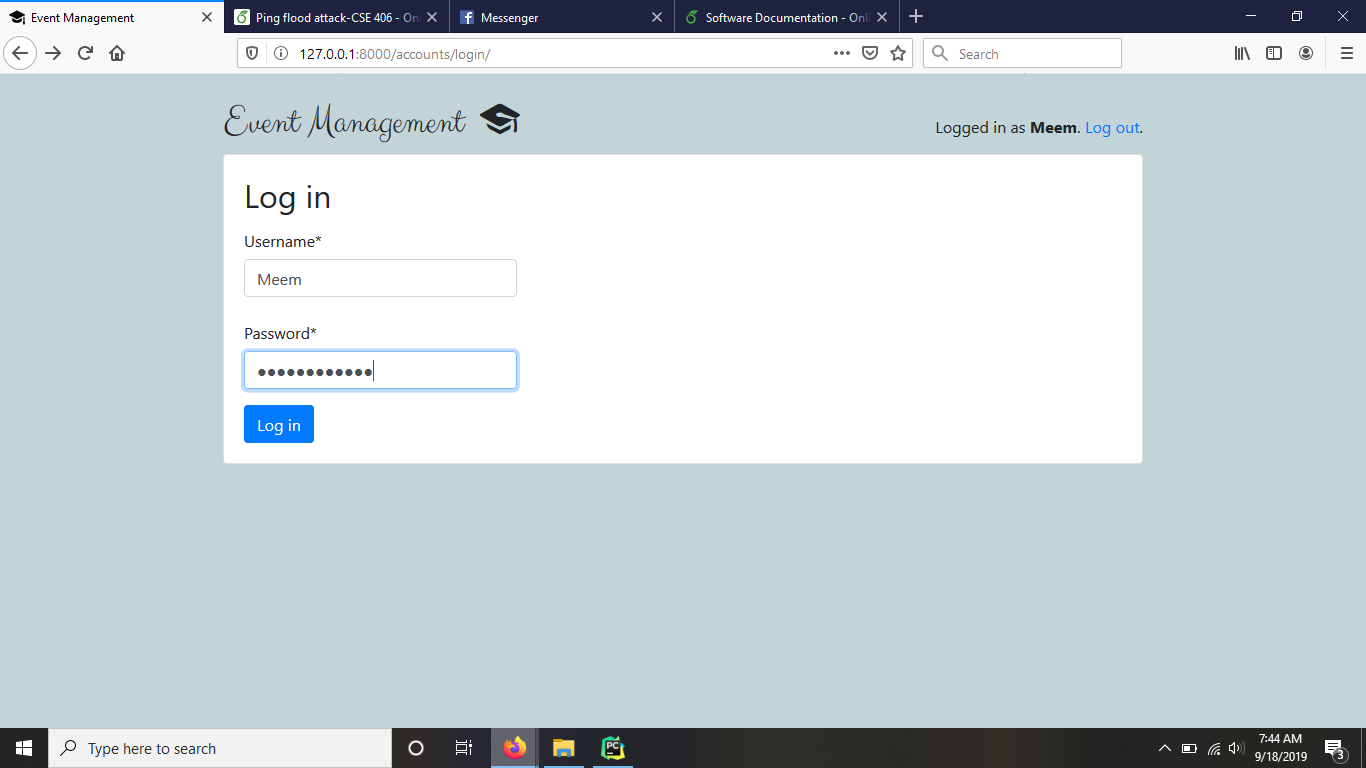 Event Management
Ping flood attack-CSE 406 - Onl
Messenger
Software Documentation - Onli
127.0.0.1:8000/accounts/login/
Search
Event Management
Logged in as Meem. Log out.
Log in
Username*
Meem
Password*
••••••••••••
Log in
Type here to search
PC
7:44 AM
9/18/2019
3